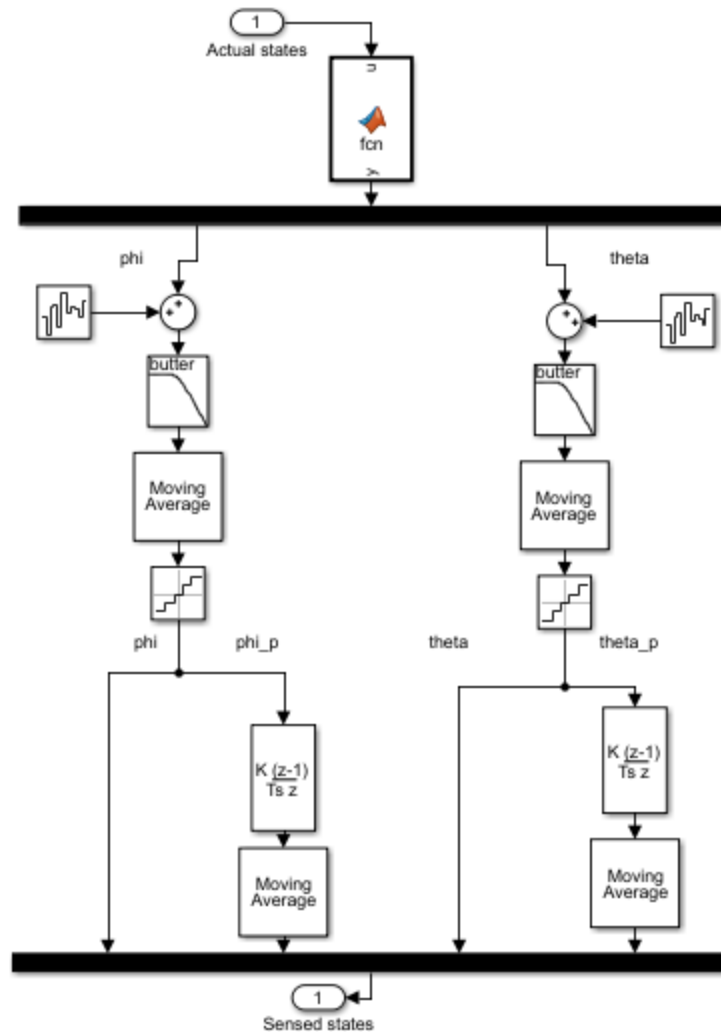 1
Actual states
u
fcn
y
phi
theta
butter
butter
Moving
Average
Moving
Average
phi
phi_p
theta
theta_p
K (z-1)
Ts z
K (z-1)
Ts z
Moving
Average
Moving
Average
1
Sensed states